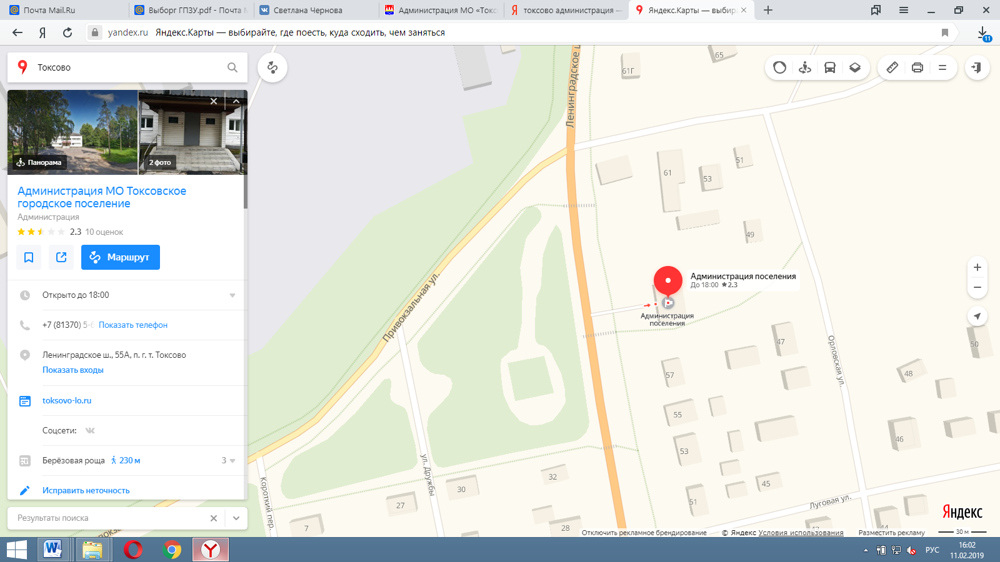 Почта Mail.Ru
Выборг ГПЗУ.pdf - Почта М
Светлана Чернова
Администрация МО «Токс
токсово администрация —
Яндекс.Карты — выбир
yandex.ru Яндекс.Карты — выбирайте, где поесть, куда сходить, чем заняться
11
Токсово
Панорама
2 фото
Администрация МО Токсовское
городское поселение
Администрация
2.3 10 оценок
Маршрут
Открыто до 18:00
+7 (81370) 5-6 Показать телефон
Ленинградское ш., 55А, п. г. т. Токсово
Показать входы
toksovo-lo.ru
Соцсети:
Берёзовая роща 230 м 3
Исправить неточность
Результаты поиска
Ленинградское ш
61Г
65
61
53
51
49
Администрация поселения
До 18:00 ★2.3
Администрация
поселения
Привокзальная ул.
Орловская ул.
47
50
57
48
55
46
53
45
51
Луговая ул.
ул. Дружбы
Короткий пер.
32
30
27
28
7
44
Яндекс
30 м
Отключить рекламное брендирование
© Яндекс Условия использования
Разместить рекламу
РУС
16:02
11.02.2019